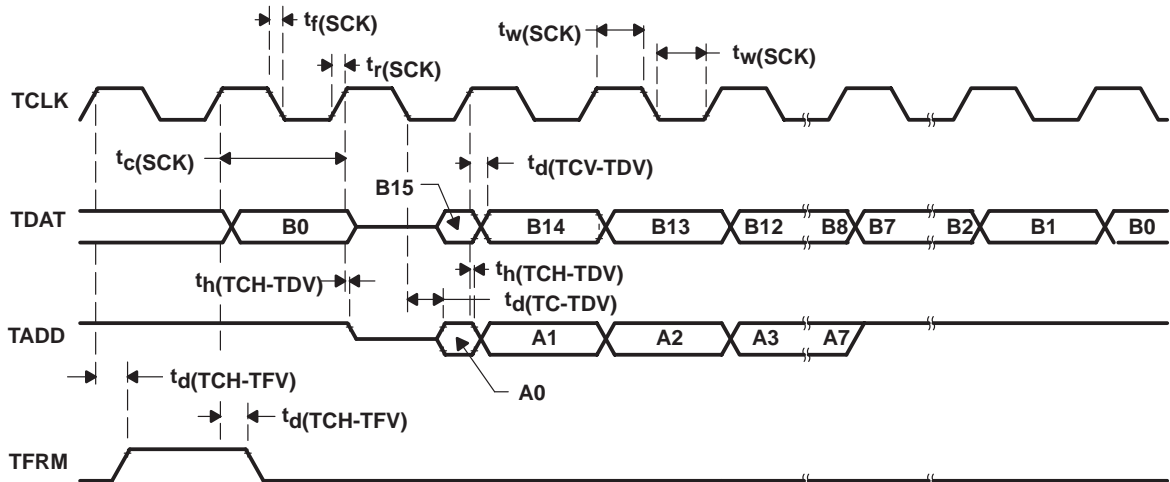 tf(SCK)
tw(SCK)
tw(SCK)
tr(SCK)
TCLK
tc(SCK)
td(TCV-TDV)
B15
TDAT
B0
B14
B13
B12
B8
B7
B2
B1
B0
th(TCH-TDV)
th(TCH-TDV)
td(TC-TDV)
TADD
A1
A2
A3
A7
td(TCH-TFV)
A0
td(TCH-TFV)
TFRM